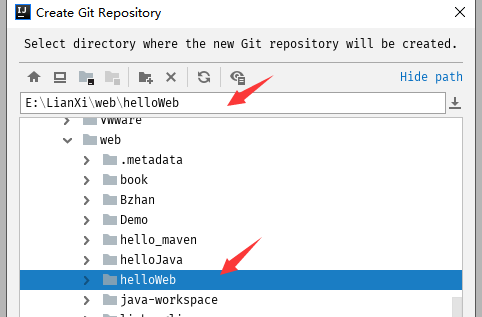 IJ Create Git Repository
Select directory where the new Git repository will be created.
Hide path
E:\LianXi\web\helloWeb
VMware
web
.metadata
book
Bzhan
Demo
hello_maven
helloJava
helloWeb
java-workspace